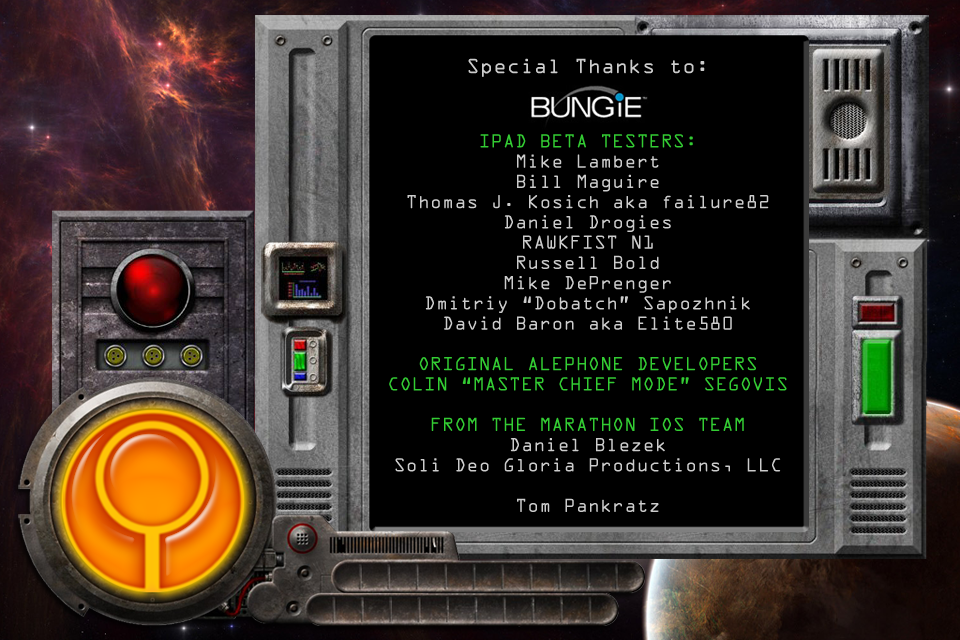 Special Thanks to:
BUNGiE™
IPAD BETA TESTERS:
Mike Lambert
Bill Maguire
Thomas J. Kosich aka failure82
Daniel Drogies
RAWKFIST N1
Russell Bold
Mike DePrenger
Dmitriy “Dobatch” Sapozhnik
David Baron aka Elite580
ORIGINAL ALEPHONE DEVELOPERS
COLIN “MASTER CHIEF MODE” SEGOVIS
FROM THE MARATHON IOS TEAM
Daniel Blezek
Soli Deo Gloria Productions, LLC
Tom Pankratz